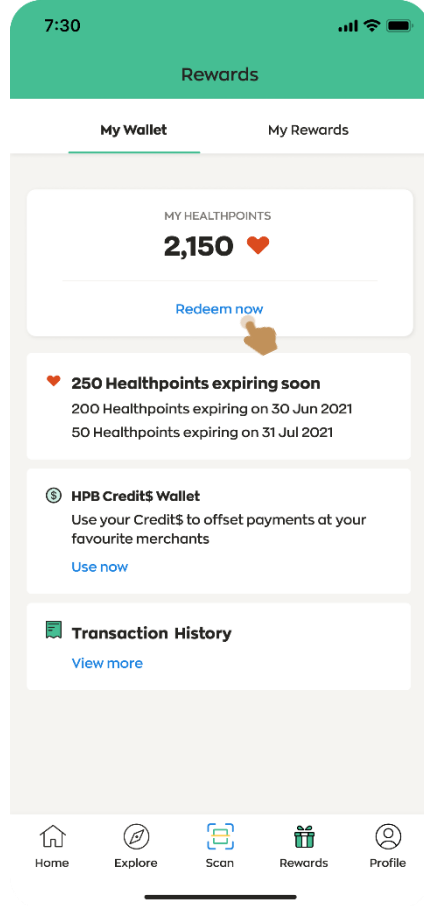 7:30
Rewards
My Wallet
My Rewards
MY HEALTHPOINTS
2,150
Redeem now
250 Healthpoints expiring soon
200 Healthpoints expiring on 30 Jun 2021
50 Healthpoints expiring on 31 Jul 2021
$ HPB Credit$ Wallet
Use your Credit$ to offset payments at your
favourite merchants
Use now
Transaction History
View more
Home
Explore
Scan
Rewards
Profile